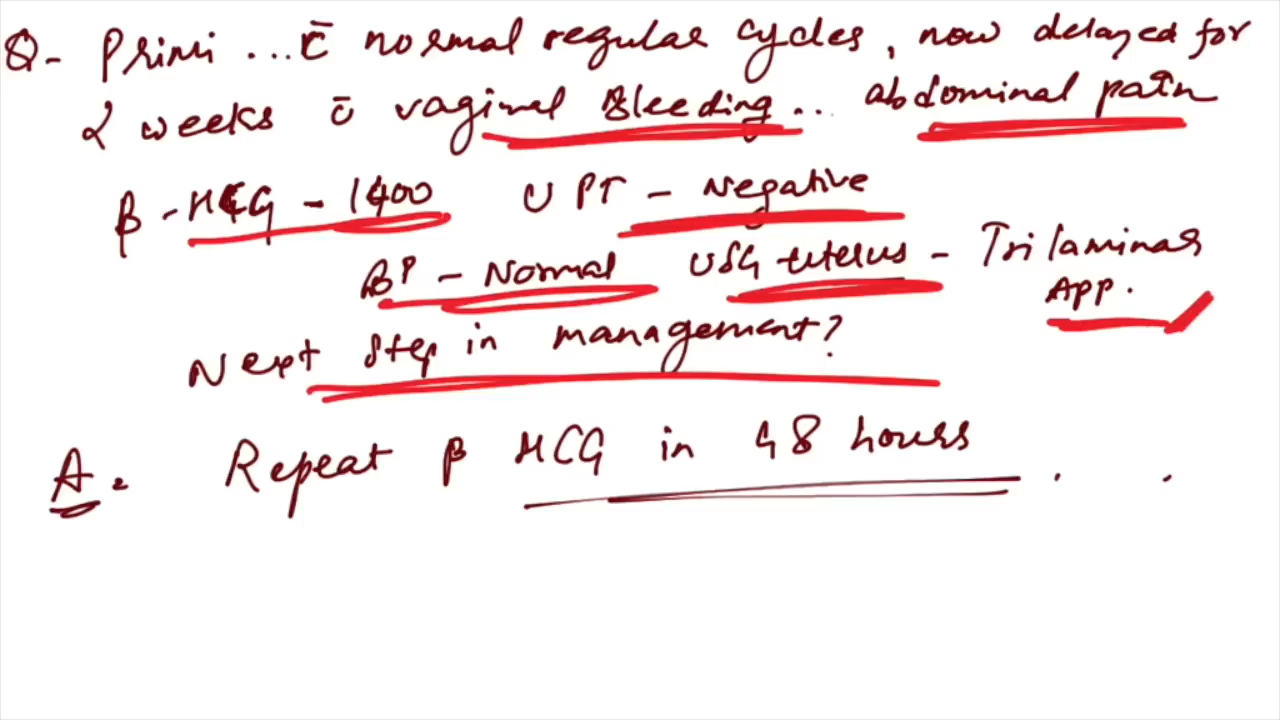 Q- Primi ... c̄ normal regular cycles, now delayed for
2 weeks c̄ vaginal Bleeding... abdominal pain
β - HCG - 1400 UPT - Negative
BP - Normal USG uterus - Trilaminar
App.
Next step in management?
A. Repeat β HCG in 48 hours.